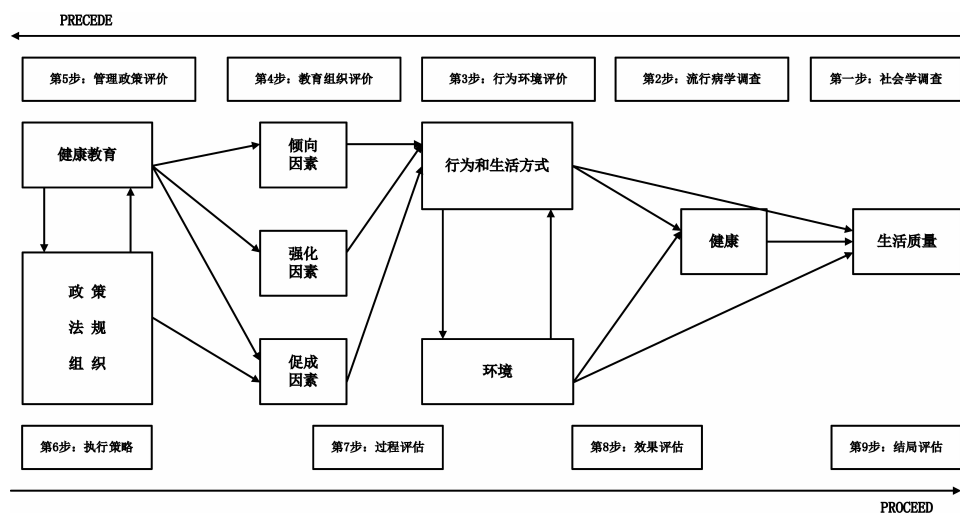 PRECEDE
第5步：管理政策评价
第4步：教育组织评价
第3步：行为环境评价
第2步：流行病学调查
第一步：社会学调查
健康教育
倾向
因素
行为和生活方式
强化
因素
健康
生活质量
政 策
法 规
组 织
促成
因素
环境
第6步：执行策略
第7步：过程评估
第8步：效果评估
第9步：结局评估
PROCEED